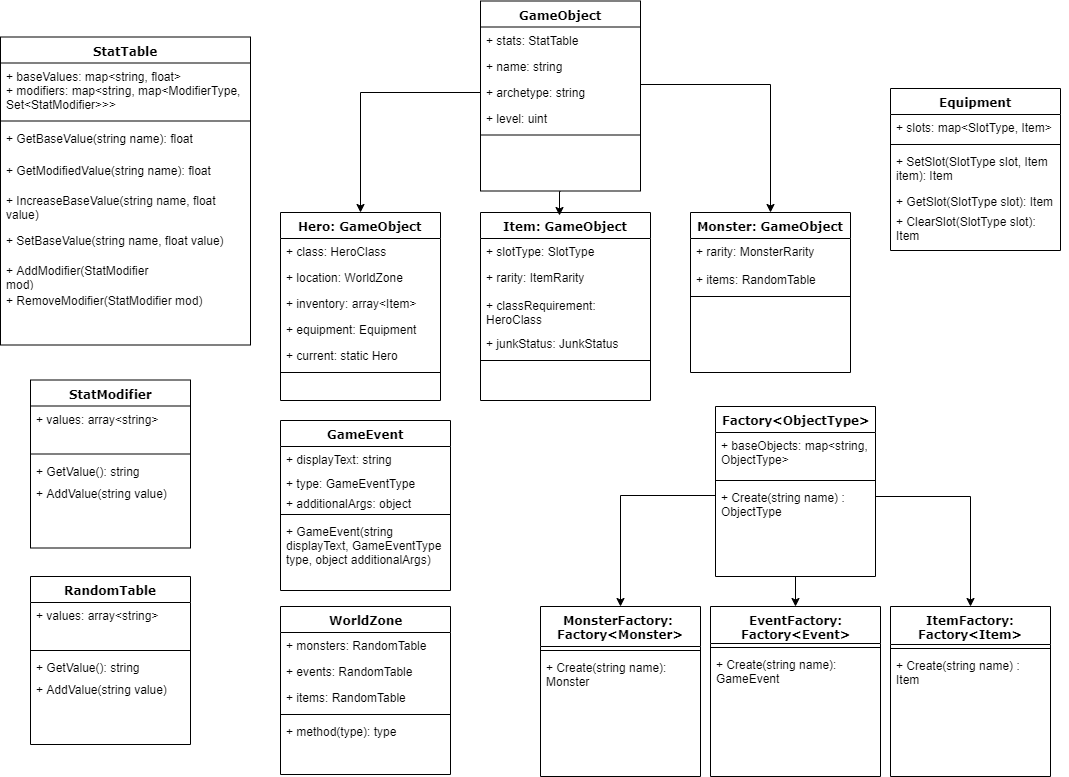 GameObject
+ stats: StatTable
+ name: string
+ archetype: string
+ level: uint
StatTable
+ baseValues: map<string, float>
+ modifiers: map<string, map<ModifierType,
Set<StatModifier>>>
+ GetBaseValue(string name): float
+ GetModifiedValue(string name): float
+ IncreaseBaseValue(string name, float
value)
+ SetBaseValue(string name, float value)
+ AddModifier(StatModifier
mod)
+ RemoveModifier(StatModifier mod)
Equipment
+ slots: map<SlotType, Item>
+ SetSlot(SlotType slot, Item
item): Item
+ GetSlot(SlotType slot): Item
+ ClearSlot(SlotType slot):
Item
Hero: GameObject
+ class: HeroClass
+ location: WorldZone
+ inventory: array<Item>
+ equipment: Equipment
+ current: static Hero
Item: GameObject
+ slotType: SlotType
+ rarity: ItemRarity
+ classRequirement:
HeroClass
+ junkStatus: JunkStatus
Monster: GameObject
+ rarity: MonsterRarity
+ items: RandomTable
StatModifier
+ values: array<string>
+ GetValue(): string
+ AddValue(string value)
GameEvent
+ displayText: string
+ type: GameEventType
+ additionalArgs: object
+ GameEvent(string
displayText, GameEventType
type, object additionalArgs)
Factory<ObjectType>
+ baseObjects: map<string,
ObjectType>
+ Create(string name) :
ObjectType
RandomTable
+ values: array<string>
+ GetValue(): string
+ AddValue(string value)
WorldZone
+ monsters: RandomTable
+ events: RandomTable
+ items: RandomTable
+ method(type): type
MonsterFactory:
Factory<Monster>
+ Create(string name):
Monster
EventFactory:
Factory<Event>
+ Create(string name):
GameEvent
ItemFactory:
Factory<Item>
+ Create(string name) :
Item